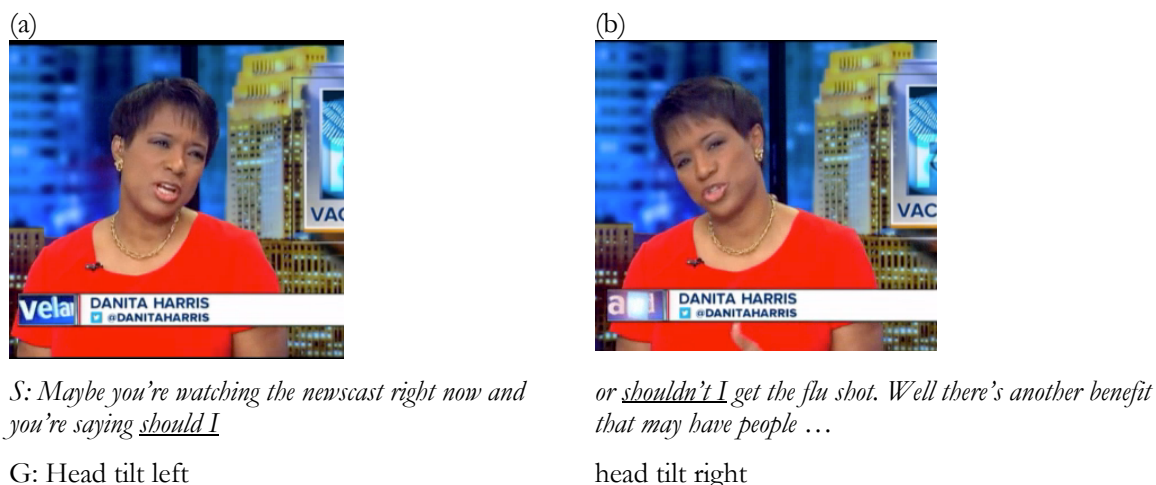 (a)
VAC
velar
DANITA HARRIS
@DANITAHARRIS
S: Maybe you're watching the newscast right now and
you're saying should I
G: Head tilt left
(b)
VAC
DANITA HARRIS
@DANITAHARRIS
or shouldn't I get the flu shot. Well there's another benefit
that may have people …
head tilt right